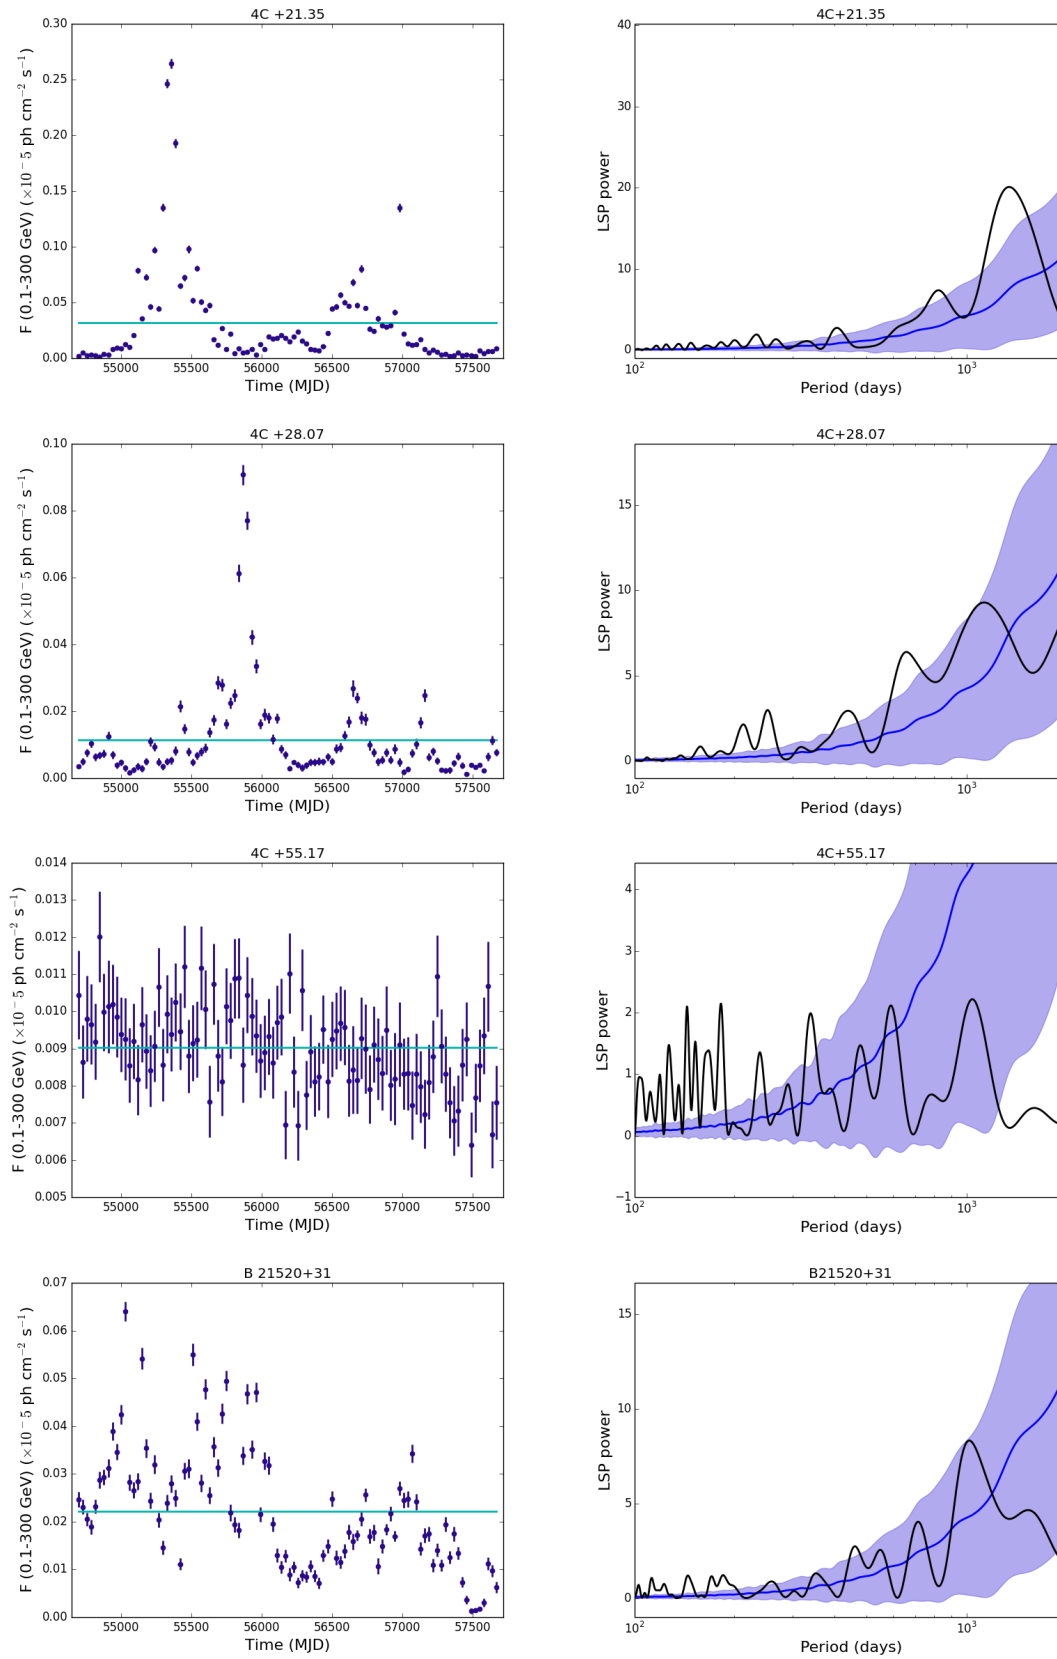 4C +21.35
4C+21.35
0.30
0.25
0.20
0.15
0.10
0.05
0.00
F (0.1-300 GeV) (×10⁻⁵ ph cm⁻² s⁻¹)
55000 55500 56000 56500 57000 57500
Time (MJD)
40
30
20
10
0
LSP power
10² 10³
Period (days)
4C +28.07
4C+28.07
0.10
0.08
0.06
0.04
0.02
0.00
F (0.1-300 GeV) (×10⁻⁵ ph cm⁻² s⁻¹)
55000 55500 56000 56500 57000 57500
Time (MJD)
15
10
5
0
LSP power
10² 10³
Period (days)
4C +55.17
4C+55.17
0.014
0.013
0.012
0.011
0.010
0.009
0.008
0.007
0.006
0.005
F (0.1-300 GeV) (×10⁻⁵ ph cm⁻² s⁻¹)
55000 55500 56000 56500 57000 57500
Time (MJD)
4
3
2
1
0
−1
LSP power
10² 10³
Period (days)
B 21520+31
B21520+31
0.07
0.06
0.05
0.04
0.03
0.02
0.01
0.00
F (0.1-300 GeV) (×10⁻⁵ ph cm⁻² s⁻¹)
55000 55500 56000 56500 57000 57500
Time (MJD)
15
10
5
0
LSP power
10² 10³
Period (days)